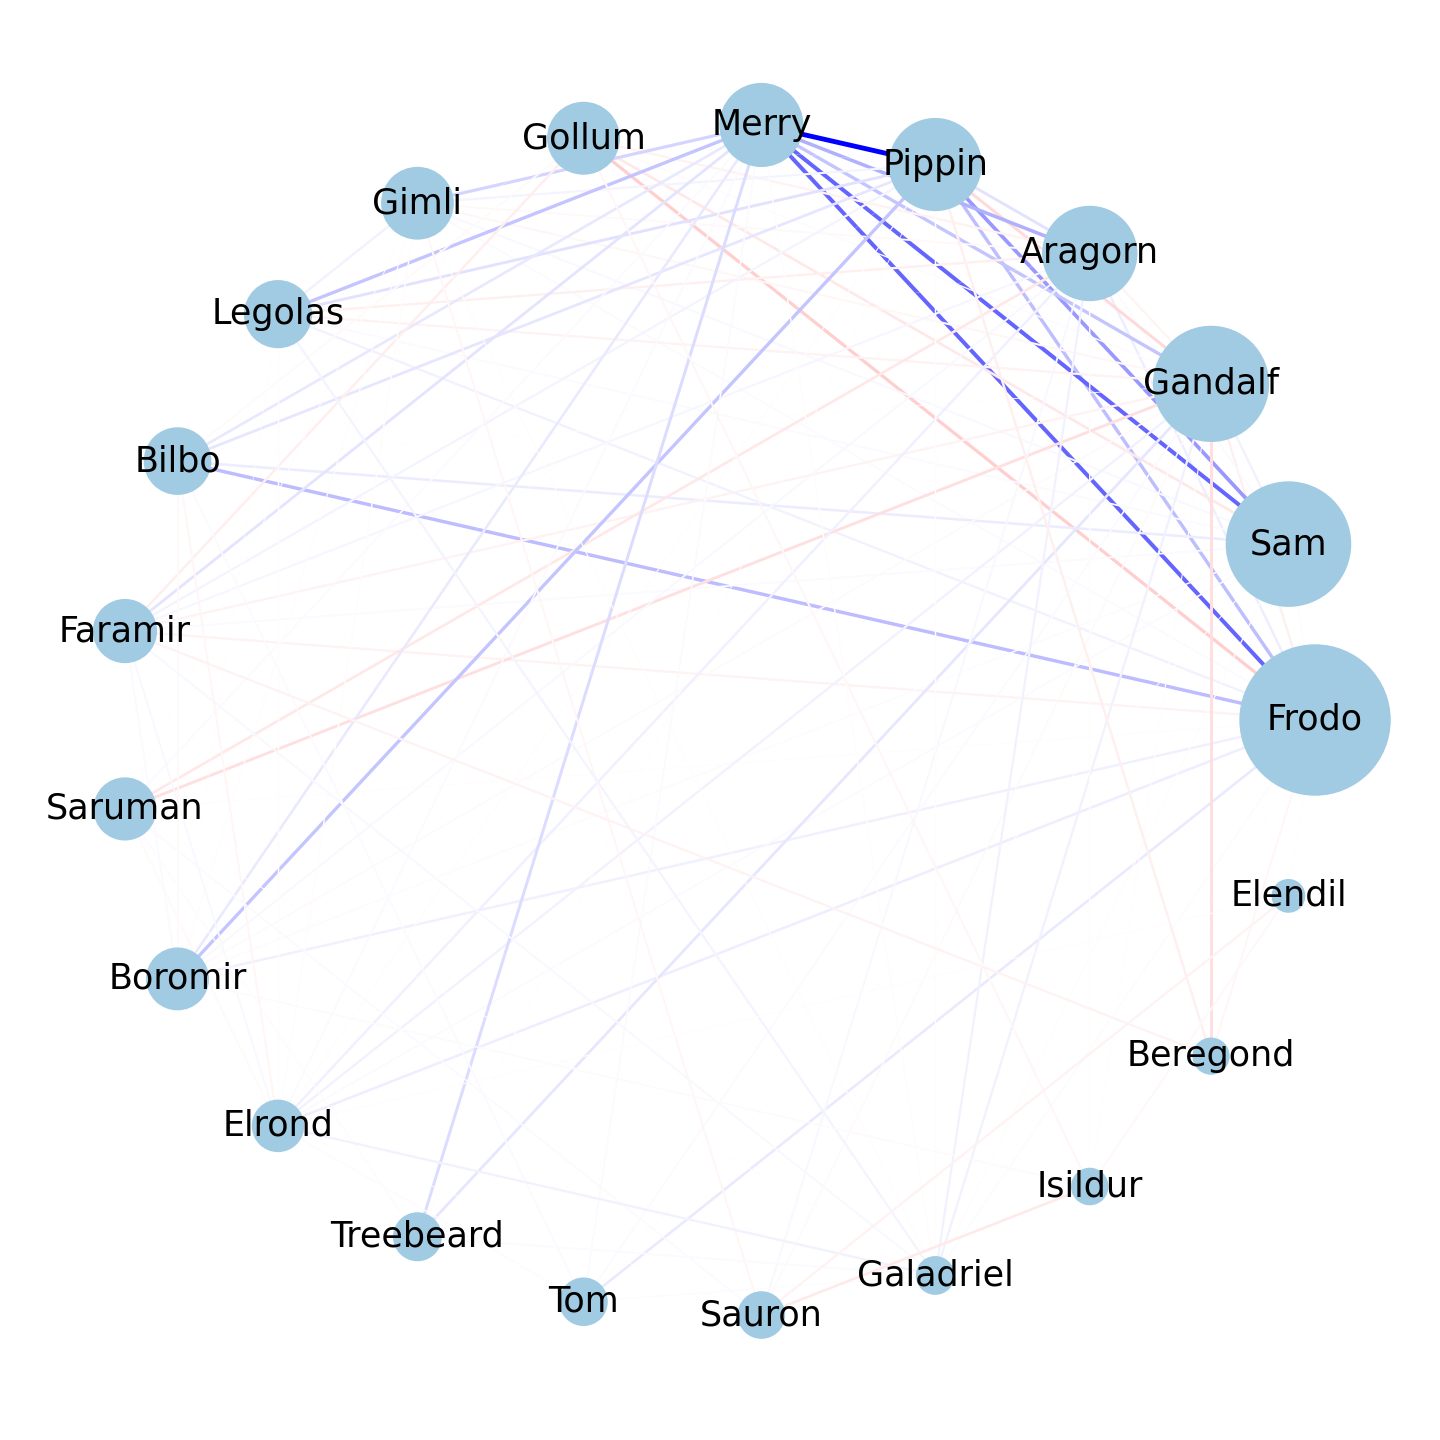 Merry
Gollum
Pippin
Gimli
Aragorn
Legolas
Gandalf
Bilbo
Sam
Faramir
Frodo
Saruman
Elendil
Boromir
Beregond
Elrond
Isildur
Treebeard
Galadriel
Tom
Sauron